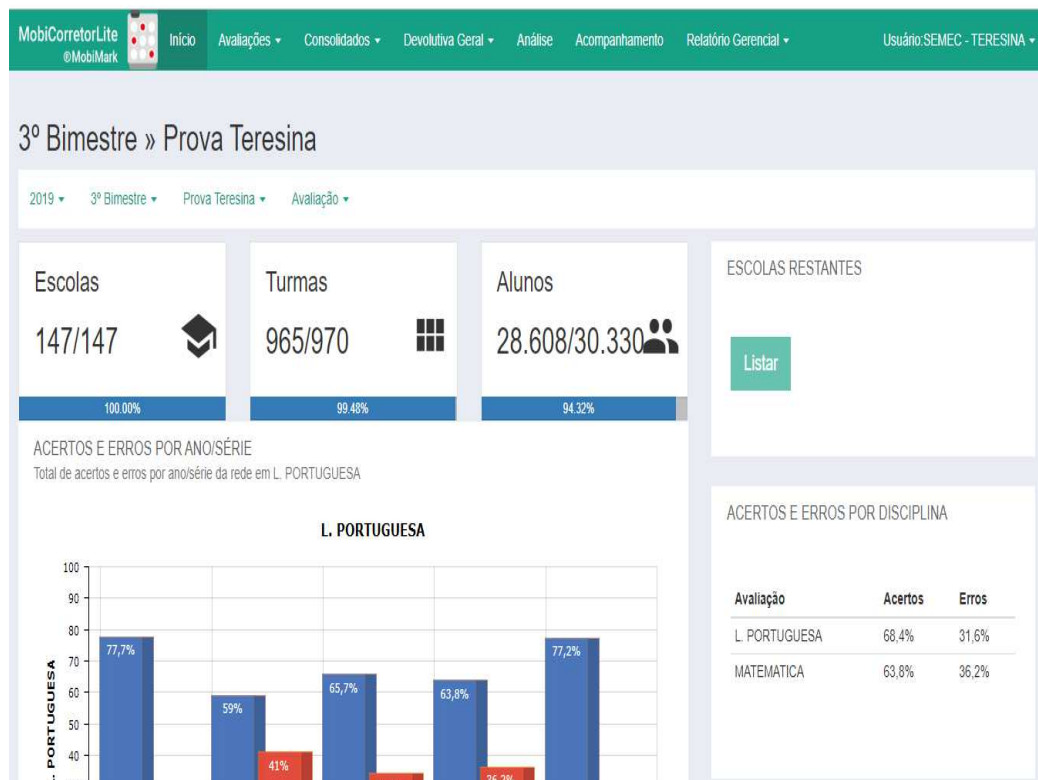 MobiCorretorLite
®MobiMark
Início Avaliações Consolidados Devolutiva Geral Análise Acompanhamento Relatório Gerencial Usuário:SEMEC - TERESINA
3º Bimestre » Prova Teresina
2019 3º Bimestre Prova Teresina Avaliação
Escolas
147/147
100.00%
Turmas
965/970
99.48%
Alunos
28.608/30.330
94.32%
ESCOLAS RESTANTES
Listar
ACERTOS E ERROS POR ANO/SÉRIE
Total de acertos e erros por ano/série da rede em L. PORTUGUESA
L. PORTUGUESA
100
90
80
70
60
50
40
PORTUGUESA
77,7%
59%
41%
65,7%
63,8%
36,2%
77,2%
ACERTOS E ERROS POR DISCIPLINA
Avaliação Acertos Erros
L. PORTUGUESA 68,4% 31,6%
MATEMATICA 63,8% 36,2%